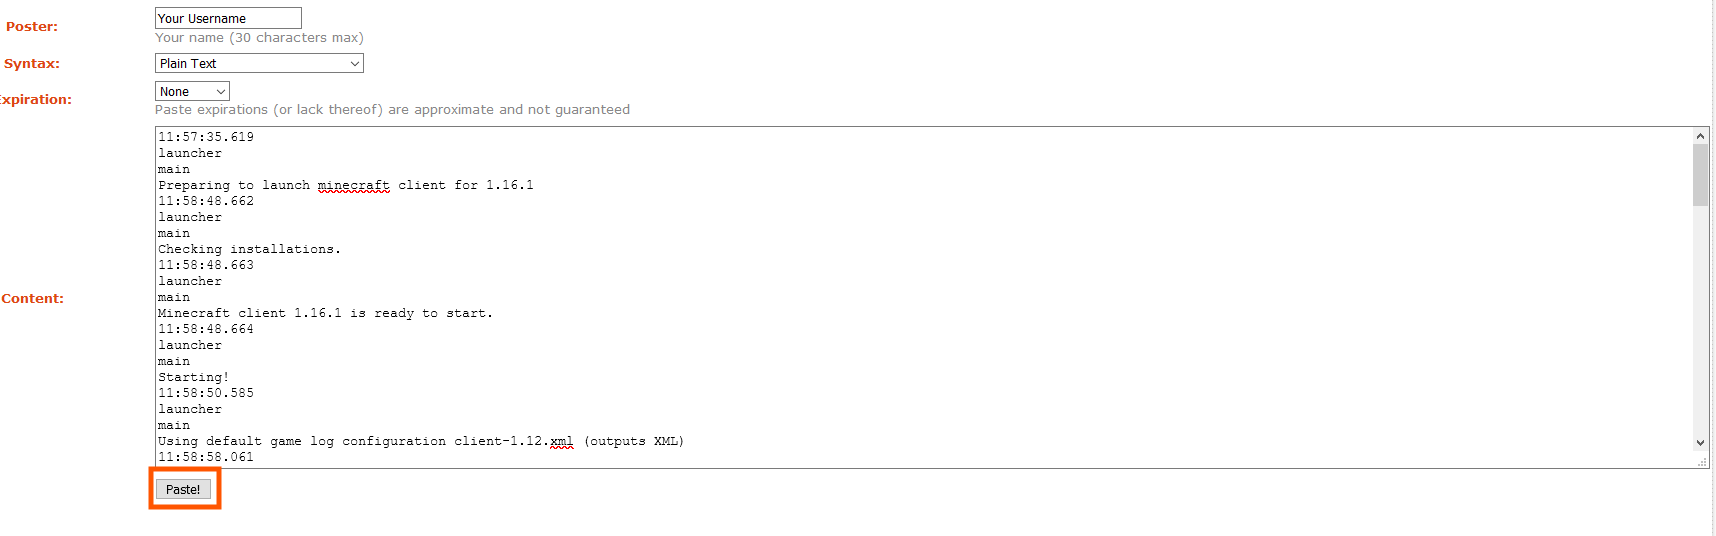 Poster:
Your Username
Your name (30 characters max)
Syntax:
Plain Text
Expiration:
None
Paste expirations (or lack thereof) are approximate and not guaranteed
Content:
11:57:35.619
launcher
main
Preparing to launch minecraft client for 1.16.1
11:58:48.662
launcher
main
Checking installations.
11:58:48.663
launcher
main
Minecraft client 1.16.1 is ready to start.
11:58:48.664
launcher
main
Starting!
11:58:50.585
launcher
main
Using default game log configuration client-1.12.xml (outputs XML)
11:58:58.061
Paste!